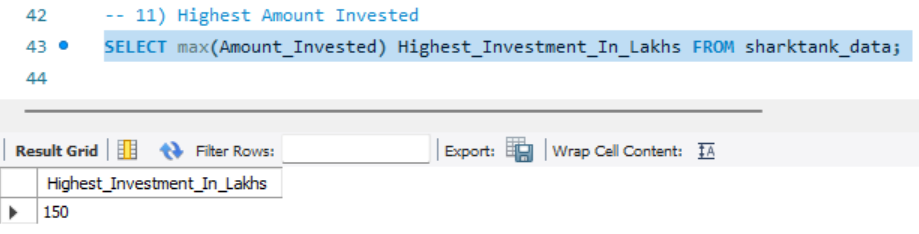 42 -- 11) Highest Amount Invested
43 SELECT max(Amount_Invested) Highest_Investment_In_Lakhs FROM sharktank_data;
44
Result Grid Filter Rows: Export: Wrap Cell Content: IA
Highest_Investment_In_Lakhs
150